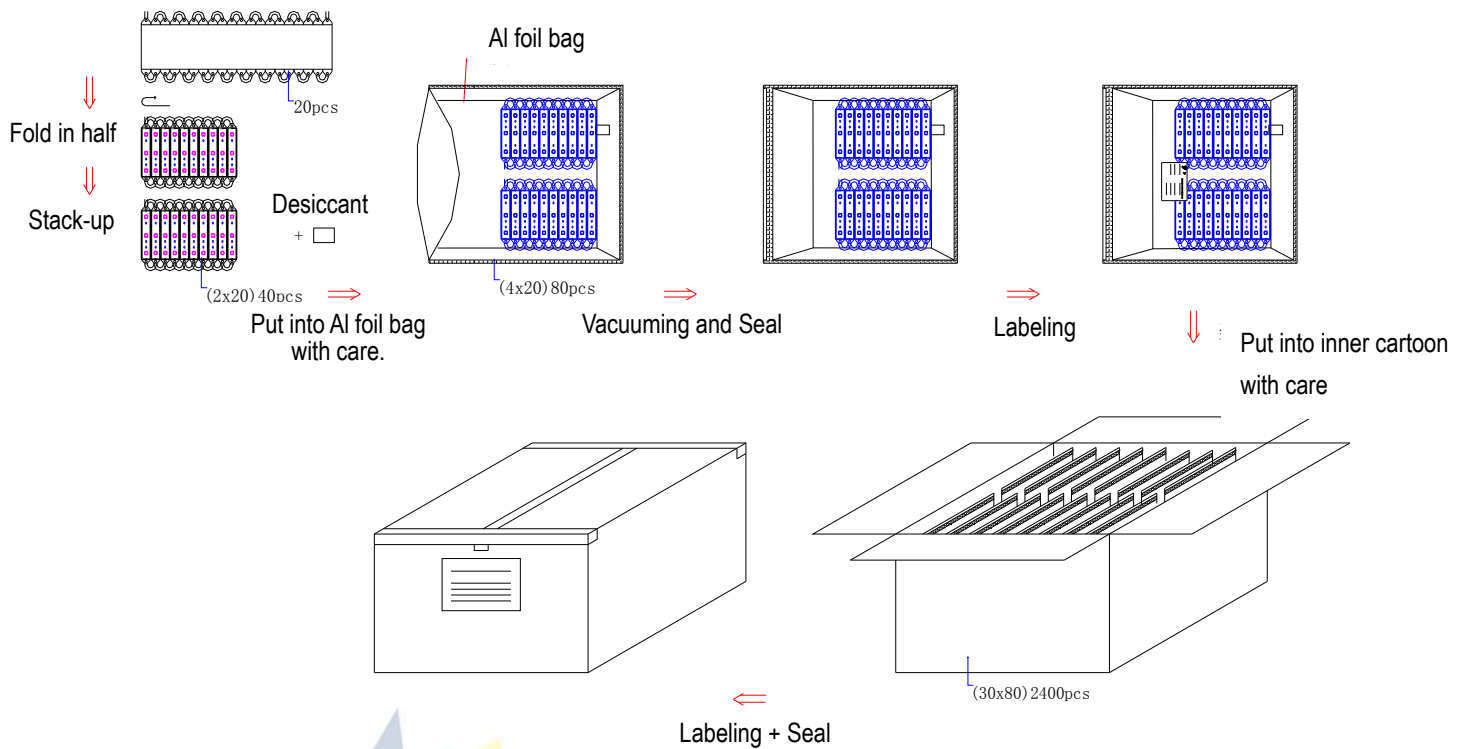 Al foil bag
20pcs
Fold in half
Stack-up
Desiccant
+
(2x20)40pcs
(4x20)80pcs
Put into Al foil bag
with care.
Vacuuming and Seal
Labeling
Put into inner cartoon
with care
(30x80)2400pcs
Labeling + Seal